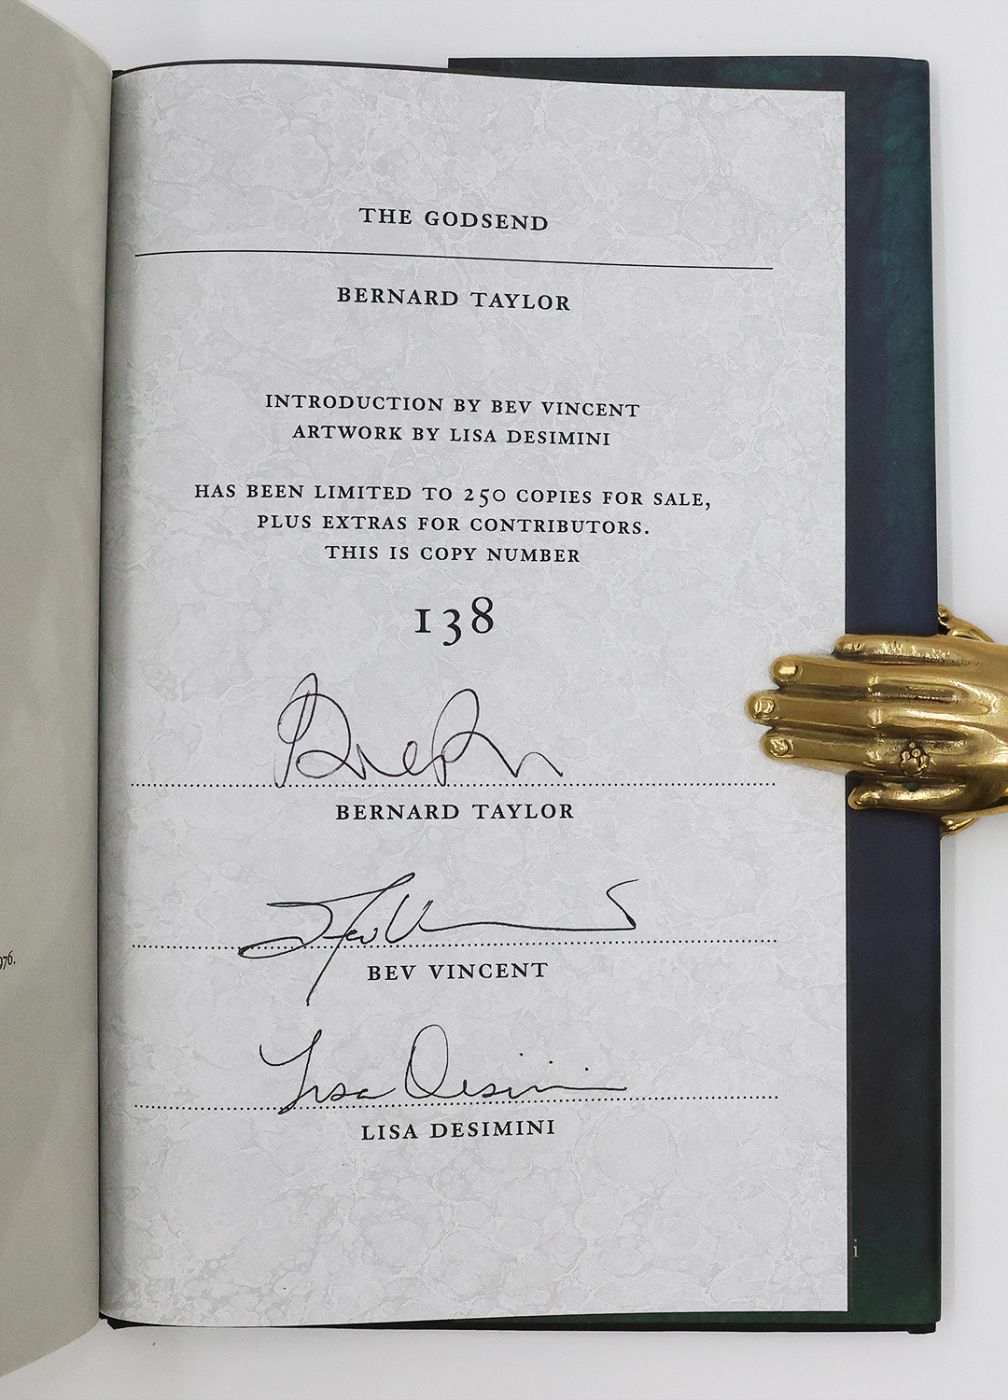 THE GODSEND
BERNARD TAYLOR
INTRODUCTION BY BEV VINCENT
ARTWORK BY LISA DESIMINI
HAS BEEN LIMITED TO 250 COPIES FOR SALE,
PLUS EXTRAS FOR CONTRIBUTORS.
THIS IS COPY NUMBER
138
BERNARD TAYLOR
BEV VINCENT
Lisa Desimini
LISA DESIMINI